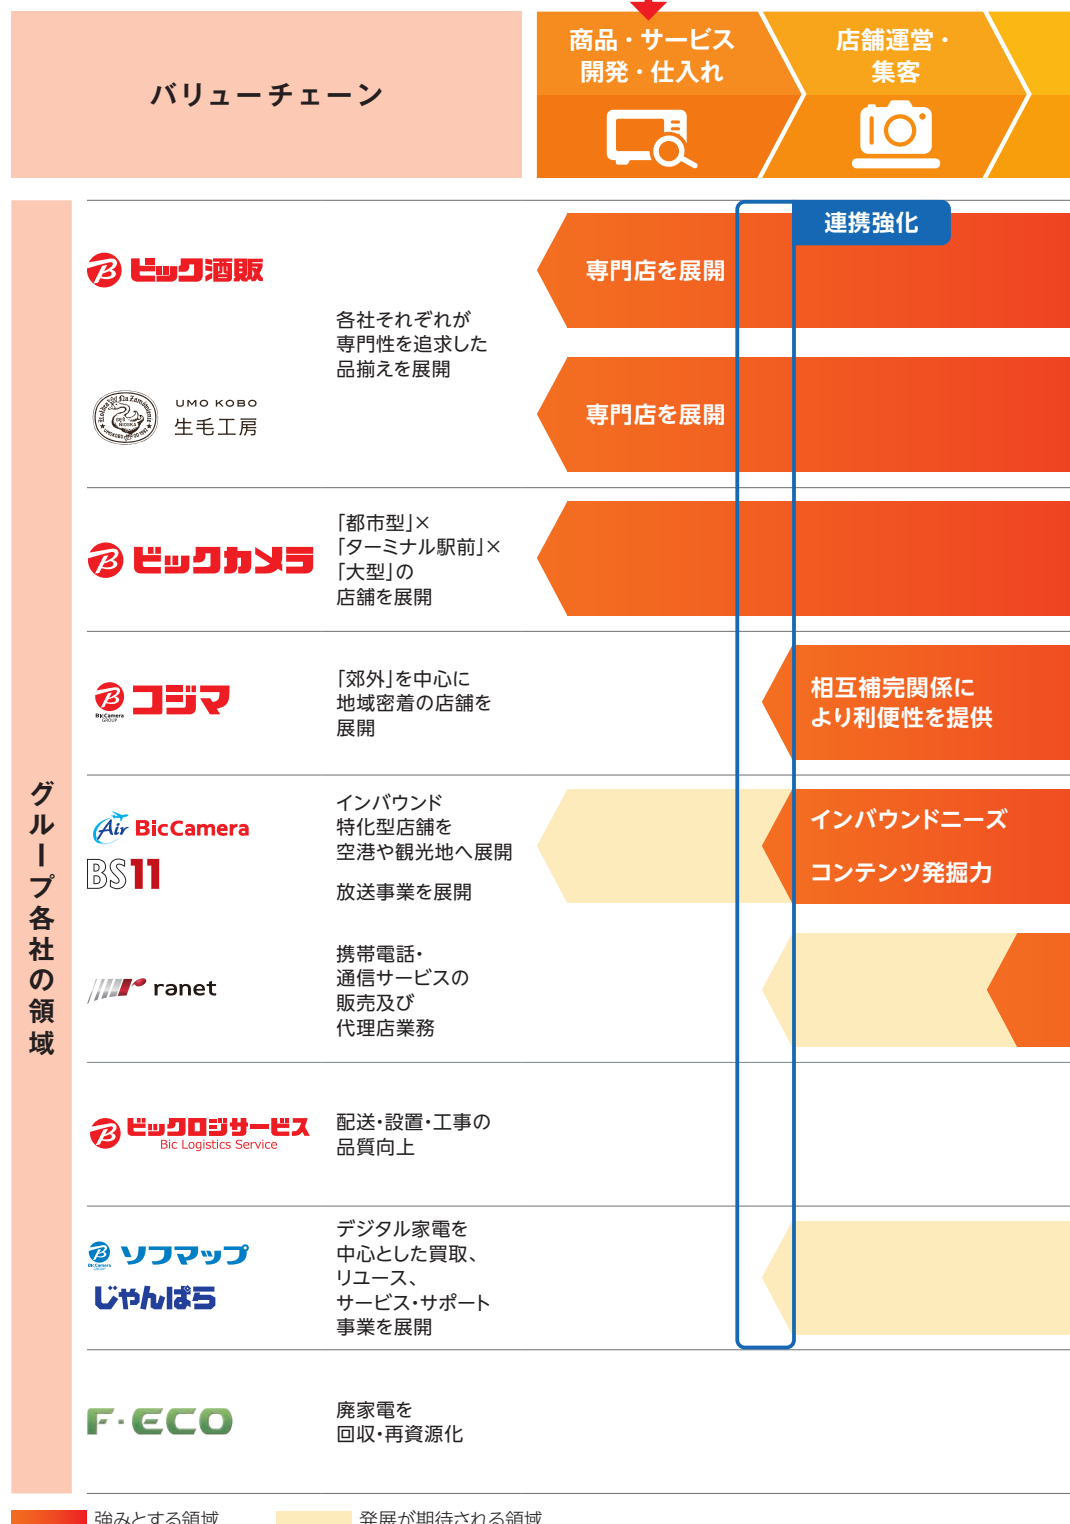 バリューチェーン
商品・サービス
開発・仕入れ
店舗運営・
集客
グループ各社の領域
連携強化
ビック酒販
各社それぞれが
専門性を追求した
品揃えを展開
専門店を展開
UMO KOBO
生毛工房
専門店を展開
ビックカメラ
「都市型」×
「ターミナル駅前」×
「大型」の
店舗を展開
コジマ
BicCamera
GROUP
「郊外」を中心に
地域密着の店舗を
展開
相互補完関係に
より利便性を提供
Air BicCamera
BS11
インバウンド
特化型店舗を
空港や観光地へ展開
放送事業を展開
インバウンドニーズ
コンテンツ発掘力
ranet
携帯電話・
通信サービスの
販売及び
代理店業務
ビックロジサービス
Bic Logistics Service
配送・設置・工事の
品質向上
ソフマップ
BicCamera
GROUP
じゃんぱら
デジタル家電を
中心とした買取、
リユース、
サービス・サポート
事業を展開
F・ECO
廃家電を
回収・再資源化
強みとする領域
発展が期待される領域